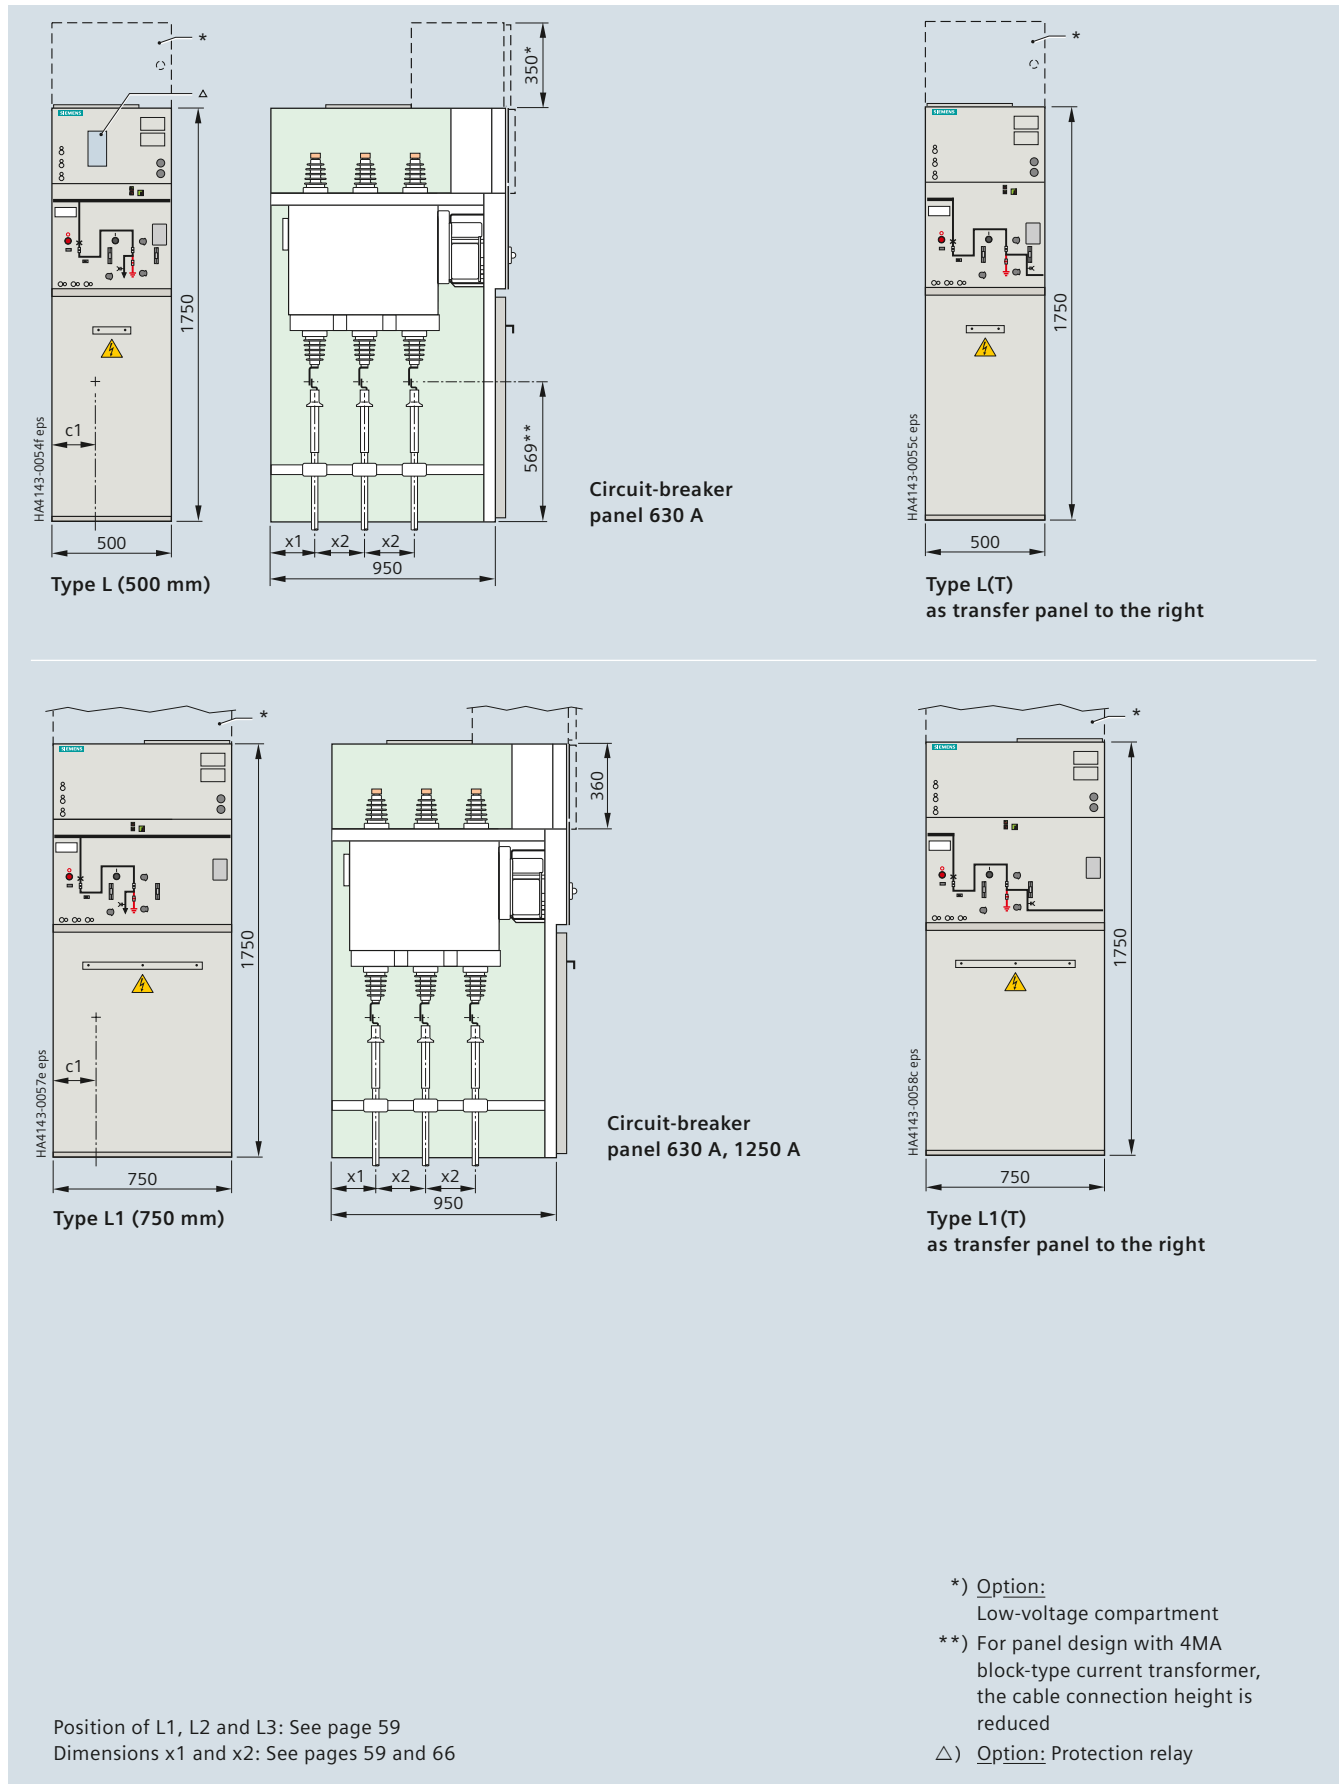 *
△
SIEMENS
350*
1750
569**
c1
HA4143-0054f eps
500
x1
x2
x2
950
Type L (500 mm)
Circuit-breaker
panel 630 A
*
SIEMENS
1750
HA4143-0055c eps
500
Type L(T)
as transfer panel to the right
*
SIEMENS
360
1750
c1
HA4143-0057e eps
750
x1
x2
x2
950
Type L1 (750 mm)
Circuit-breaker
panel 630 A, 1250 A
*
SIEMENS
1750
HA4143-0058c eps
750
Type L1(T)
as transfer panel to the right
*) Option:
Low-voltage compartment
**) For panel design with 4MA
block-type current transformer,
the cable connection height is
reduced
△) Option: Protection relay
Position of L1, L2 and L3: See page 59
Dimensions x1 and x2: See pages 59 and 66